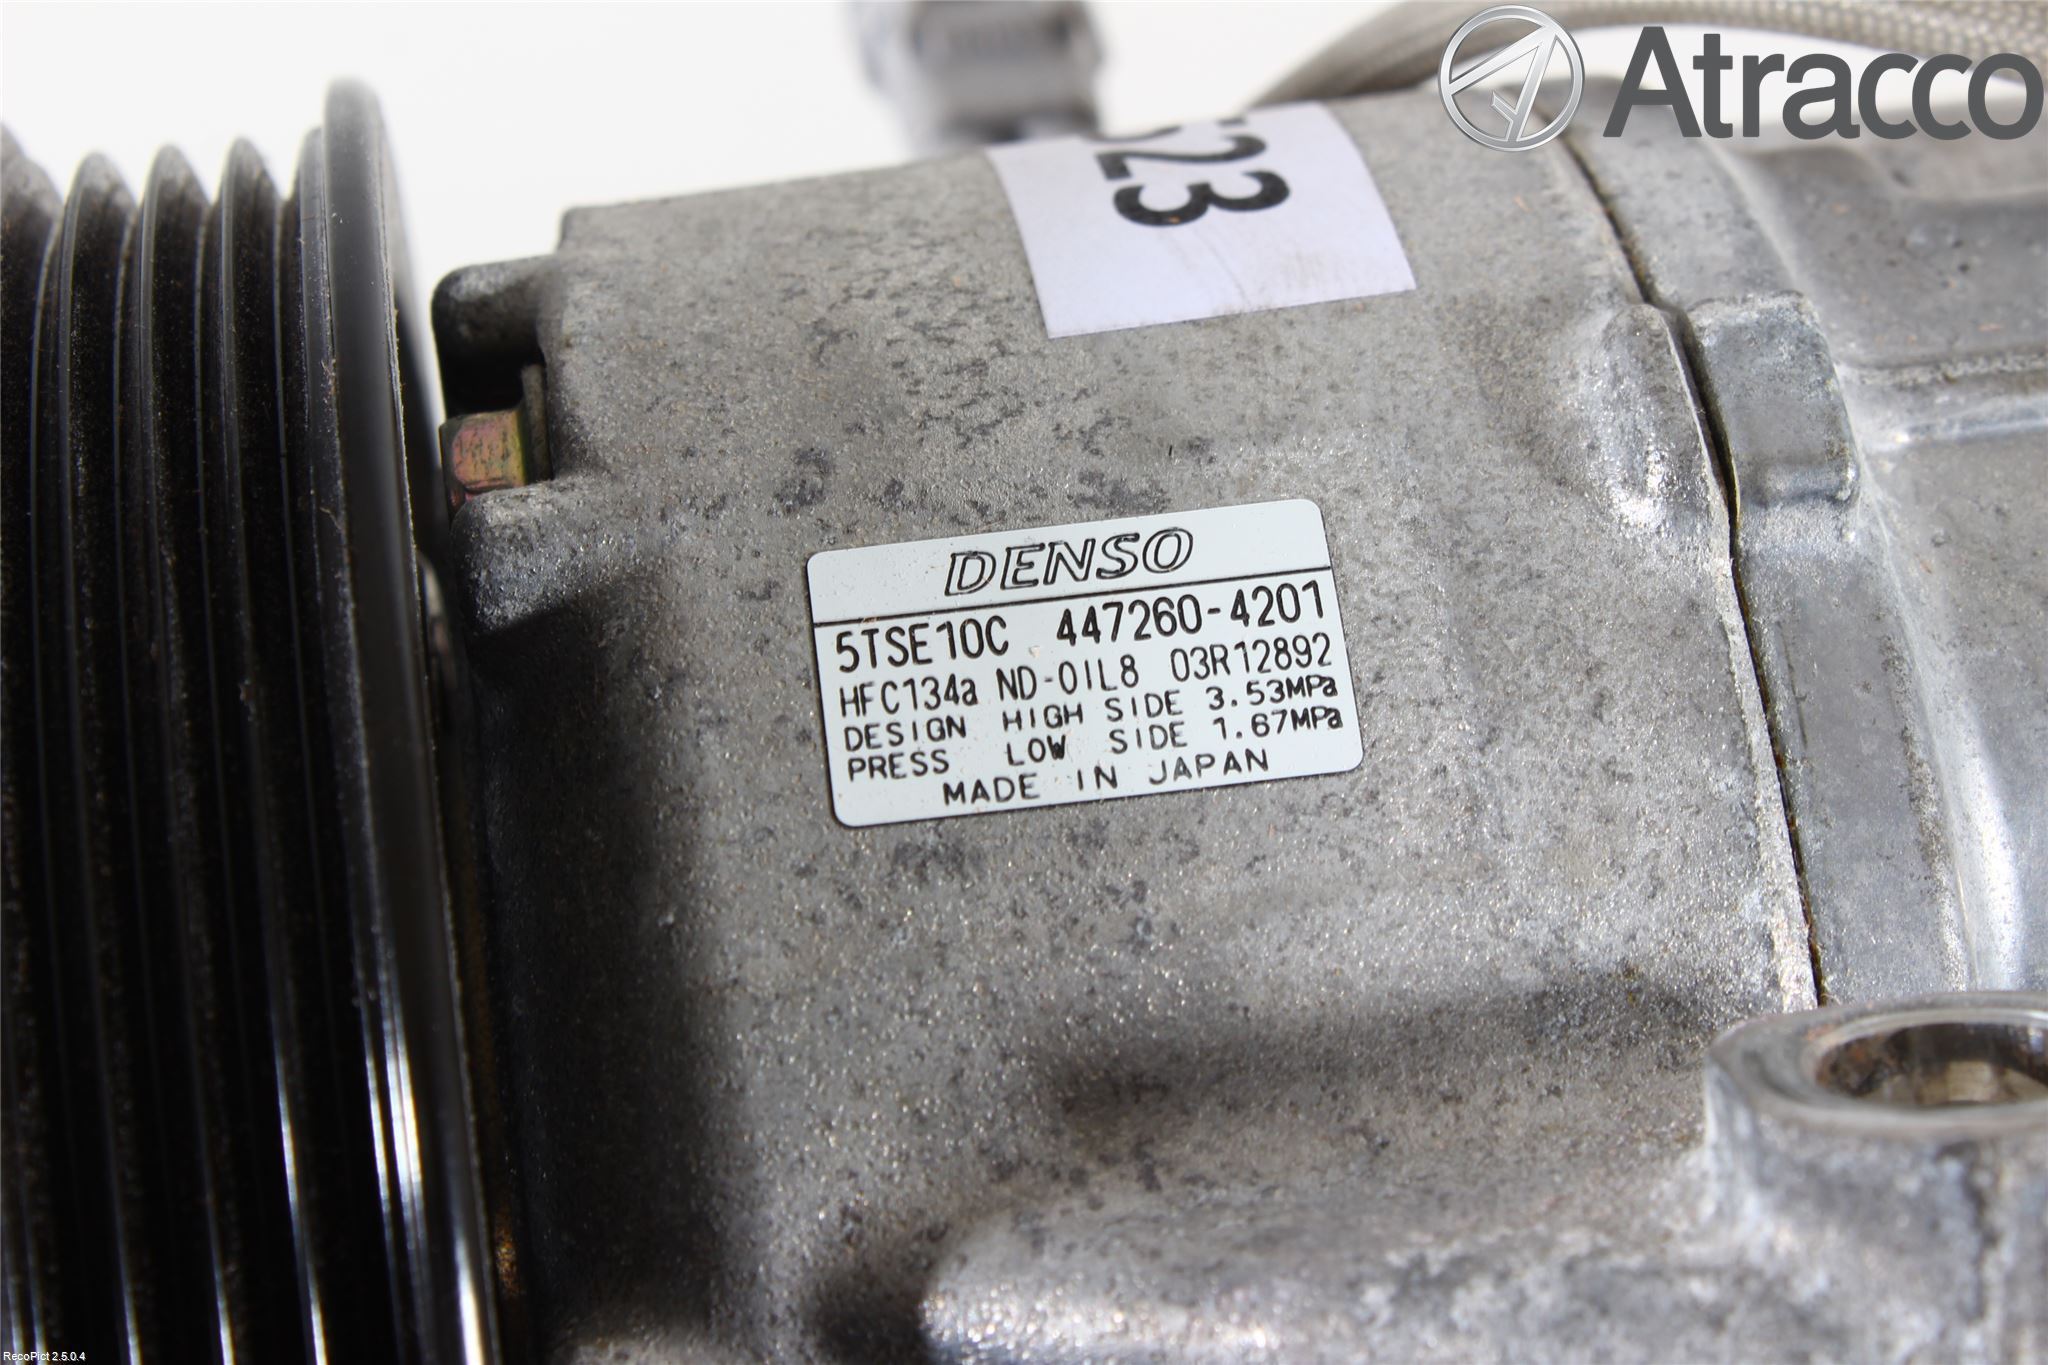 Atracco
523
DENSO
5TSE10C 447260-4201
HFC134a ND-OIL8 03R12892
DESIGN HIGH SIDE 3.53MPa
PRESS LOW SIDE 1.67MPa
MADE IN JAPAN
RecoPict 2.5.0.4